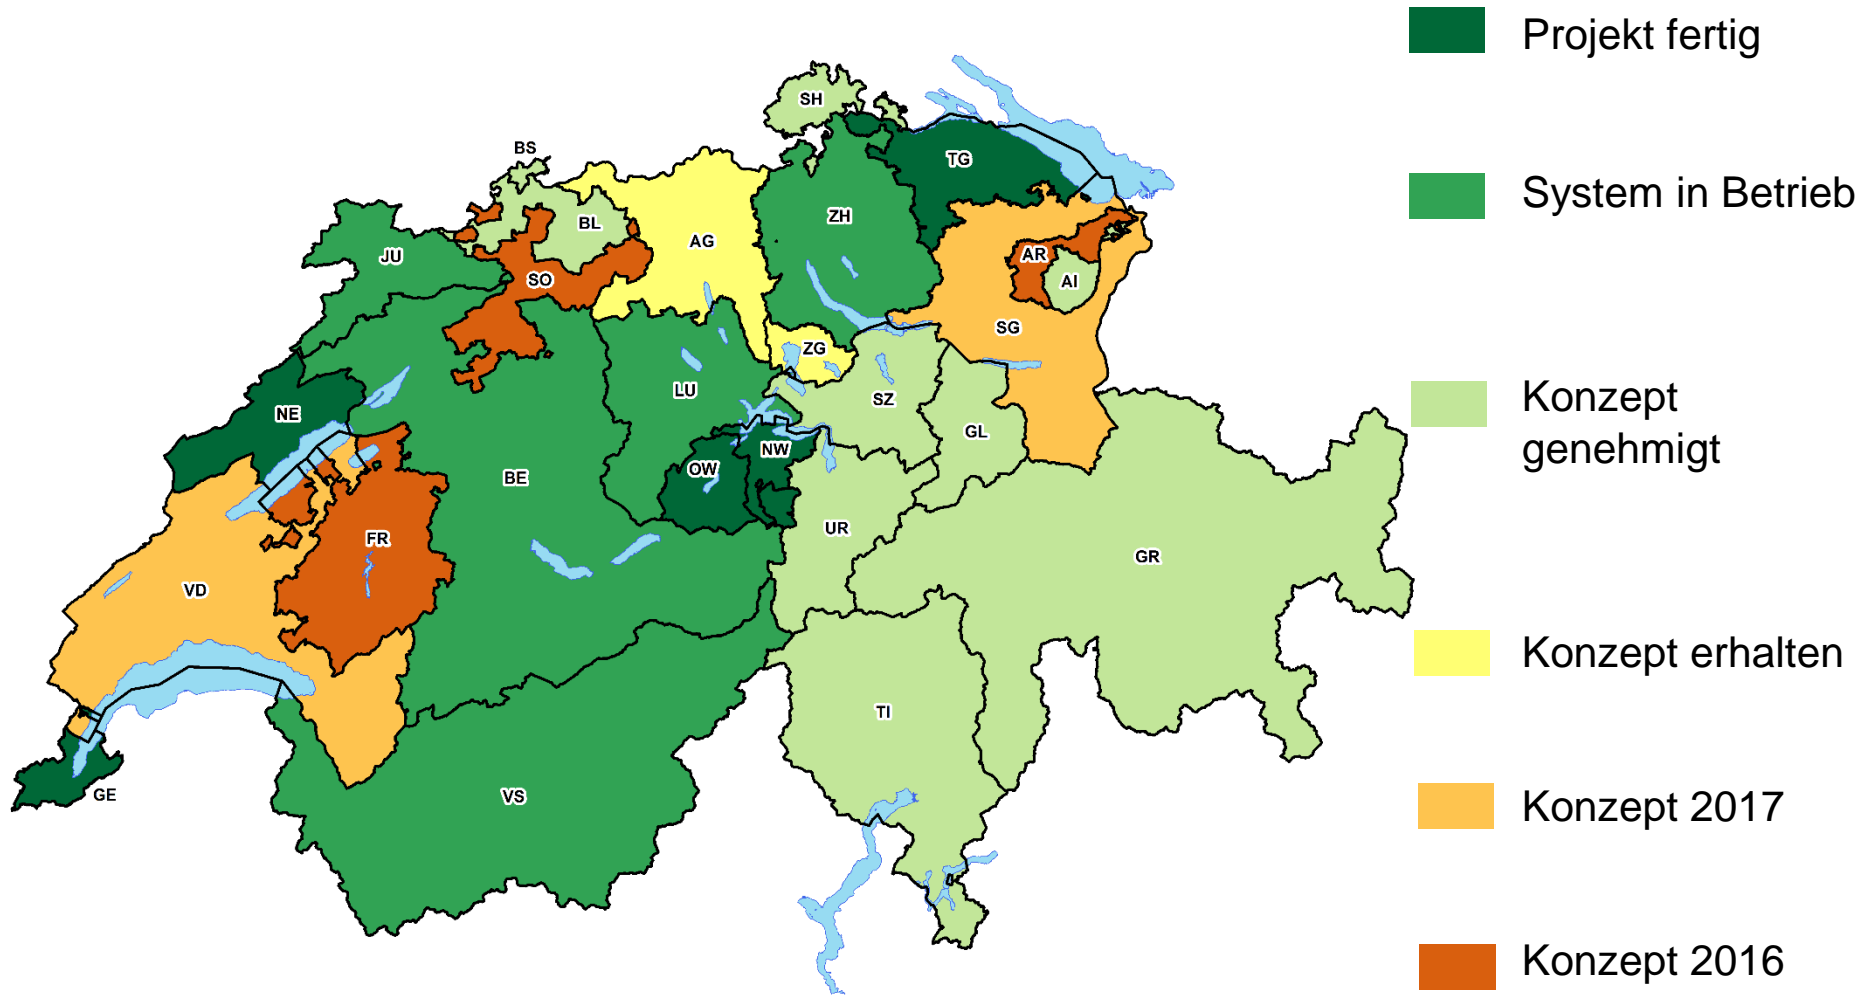 Projekt fertig
SH
BS
TG
System in Betrieb
ZH
BL
AG
JU
AR
SO
AI
SG
ZG
LU
SZ
Konzept
genehmigt
NE
GL
NW
OW
BE
UR
FR
GR
VD
Konzept erhalten
TI
GE
VS
Konzept 2017
Konzept 2016